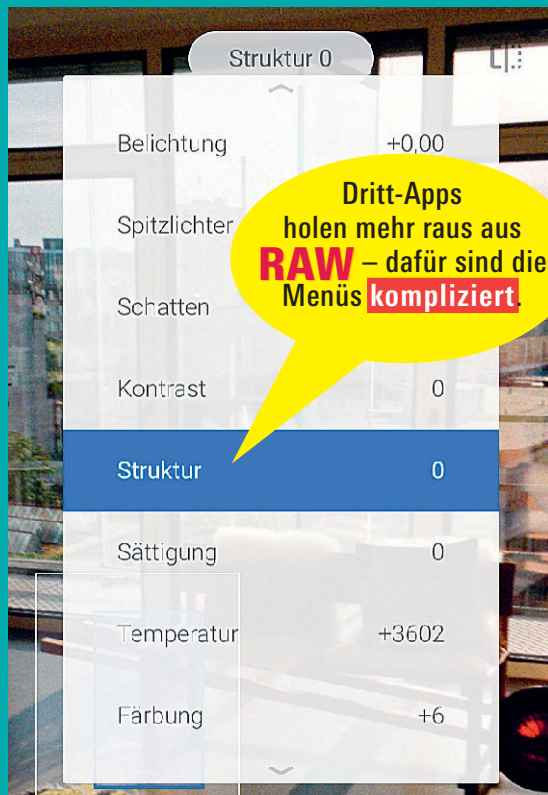 Struktur 0
Belichtung +0,00
Spitzlichter
Dritt-Apps
holen mehr raus aus
RAW – dafür sind die
Menüs kompliziert.
Schatten
Kontrast 0
Struktur 0
Sättigung 0
Temperatur +3602
Färbung +6